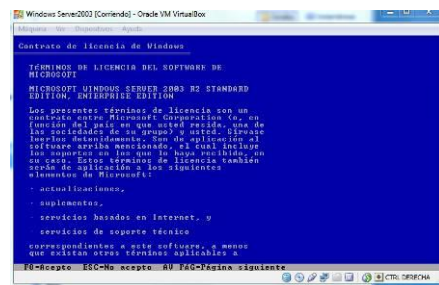 Windows Server2003 [Corriendo] - Oracle VM VirtualBox
Máquina Ver Dispositivos Ayuda
Contrato de licencia de Windows
TÉRMINOS DE LICENCIA DEL SOFTWARE DE
MICROSOFT
MICROSOFT WINDOWS SERVER 2003 R2 STANDARD
EDITION, ENTERPRISE EDITION
Los presentes términos de licencia son un
contrato entre Microsoft Corporation (o, en
función del país en que usted resida, una de
las sociedades de su grupo) y usted. Sírvase
leerlos detenidamente. Son de aplicación al
software arriba mencionado, el cual incluye
los soportes en los que lo haya recibido, en
su caso. Estos términos de licencia también
serán de aplicación a los siguientes
elementos de Microsoft:
· actualizaciones,
· suplementos,
· servicios basados en Internet, y
· servicios de soporte técnico
correspondientes a este software, a menos
que existan otros términos aplicables a
F8=Acepto ESC=No acepto AV PÁG=Página siguiente
CTRL DERECHA